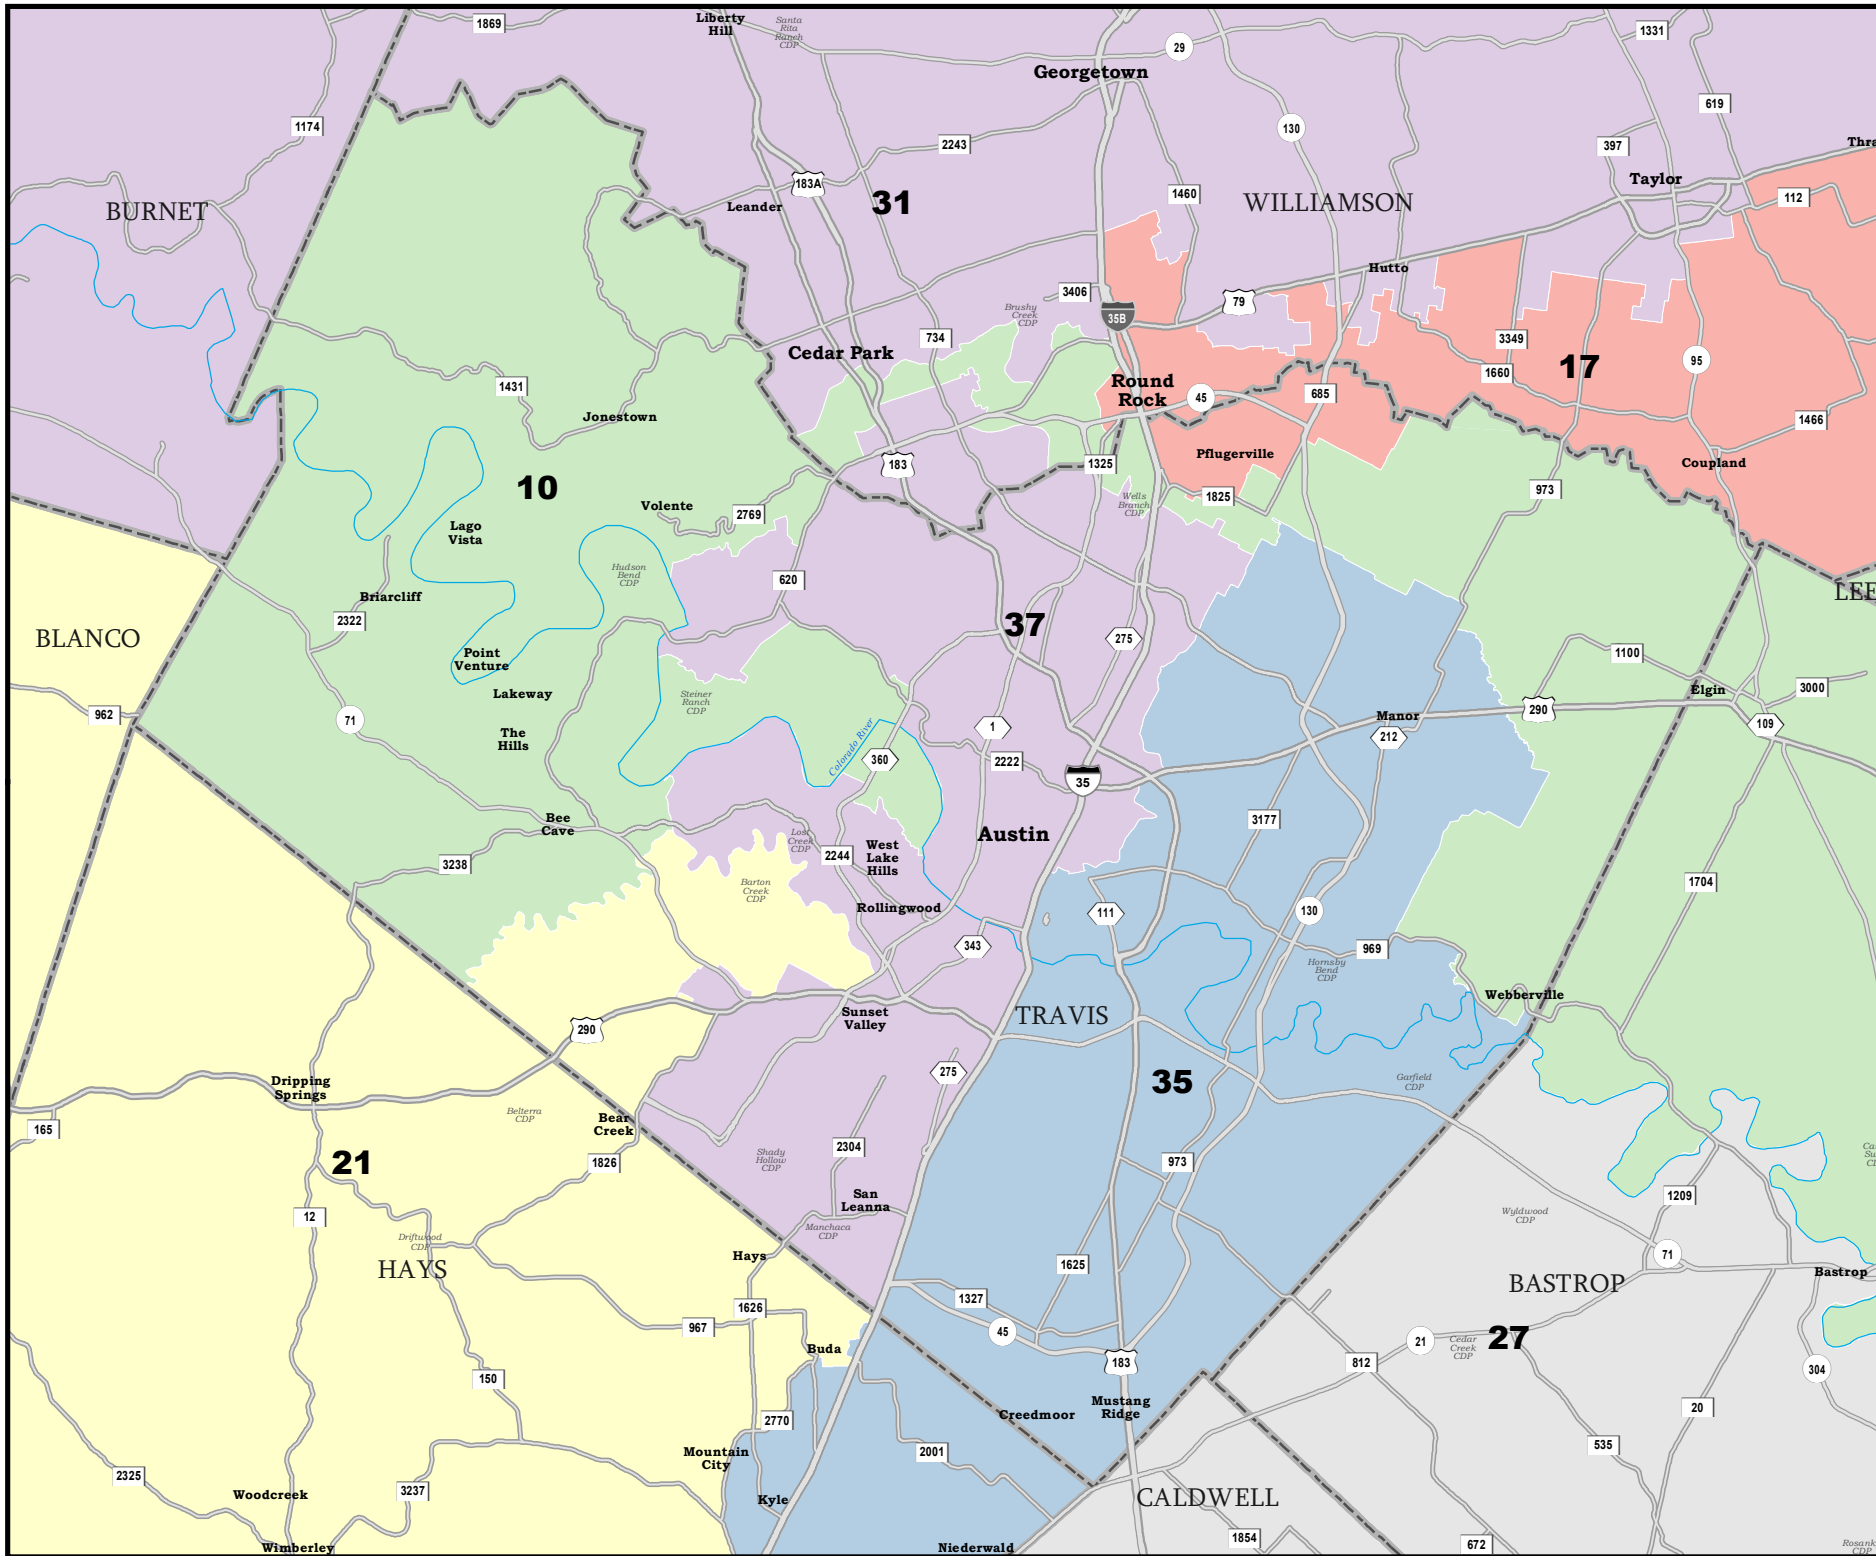 1869
Liberty
Hill
Santa
Rita
Ranch
CDP
29
1331
Georgetown
619
1174
130
2243
397
Thra
183A
Taylor
1460
112
31
WILLIAMSON
Leander
BURNET
Hutto
3406
79
Brushy
Creek
CDP
35B
734
3349
Cedar Park
17
95
1660
1431
Round
Rock
45
685
Jonestown
1466
Pflugerville
183
1325
Coupland
10
973
1825
Wells
Branch
CDP
Volente
2769
Lago
Vista
Hudson
Bend
CDP
620
LEE
Briarcliff
2322
37
275
BLANCO
Point
Venture
1100
Lakeway
Steiner
Ranch
CDP
Elgin
3000
962
71
290
Manor
109
The
Hills
1
212
Colorado River
360
2222
35
Bee
Cave
3177
Austin
Lost
Creek
CDP
2244
West
Lake
Hills
3238
Barton
Creek
CDP
1704
Rollingwood
111
130
343
969
Hornsby
Bend
CDP
Webberville
290
Sunset
Valley
TRAVIS
275
35
Garfield
CDP
Dripping
Springs
Belterra
CDP
Bear
Creek
165
2304
Shady
Hollow
CDP
21
1826
973
Ca
Su
C
San
Leanna
1209
12
Manchaca
CDP
Wyldwood
CDP
Driftwood
CDP
Hays
71
HAYS
1625
Bastrop
BASTROP
1327
1626
967
45
21
Cedar
Creek
CDP
27
Buda
183
812
304
150
Mustang
Ridge
Creedmoor
20
2770
535
Mountain
City
2001
2325
3237
Woodcreek
Kyle
CALDWELL
1854
672
Wimberley
Niederwald
Rosank
CDP